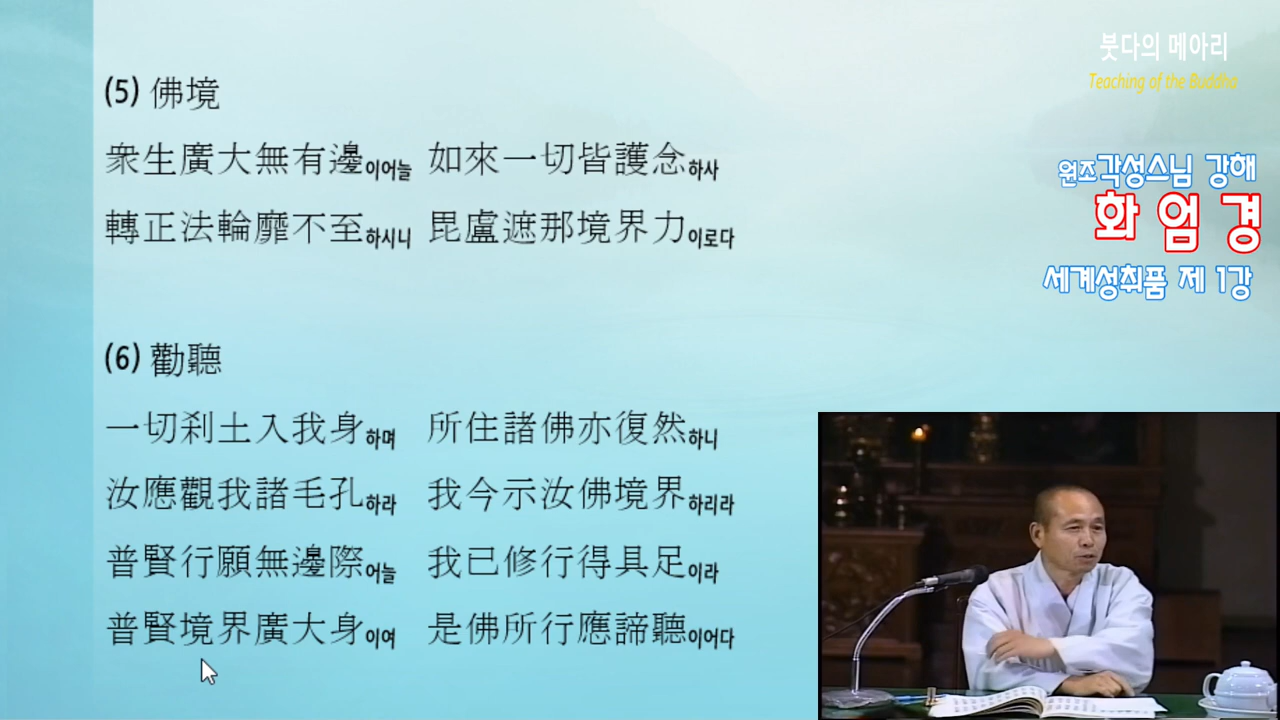 (5) 佛境
衆生廣大無有邊이어늘 如來一切皆護念하사
轉正法輪靡不至하시니 毘盧遮那境界力이로다
(6) 勸聽
一切刹土入我身하며 所住諸佛亦復然하니
汝應觀我諸毛孔하라 我今示汝佛境界하리라
普賢行願無邊際어늘 我已修行得具足이라
普賢境界廣大身이여 是佛所行應諦聽이어다
붓다의 메아리
Teaching of the Buddha
원조각성스님 강해
화엄경
세계성취품 제 1강